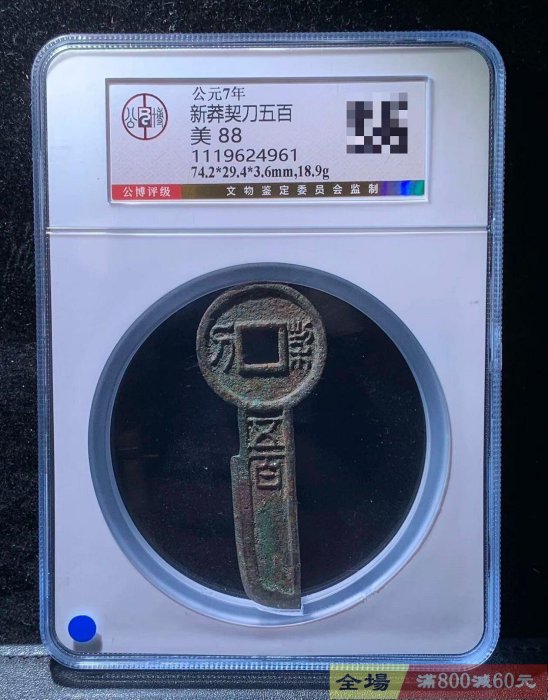 公博
公元7年
新莽契刀五百
美 88
1119624961
74.2*29.4*3.6mm,18.9g
公博评级
文物鉴定委员会监制
刀 契
五百
全場
滿800減60元